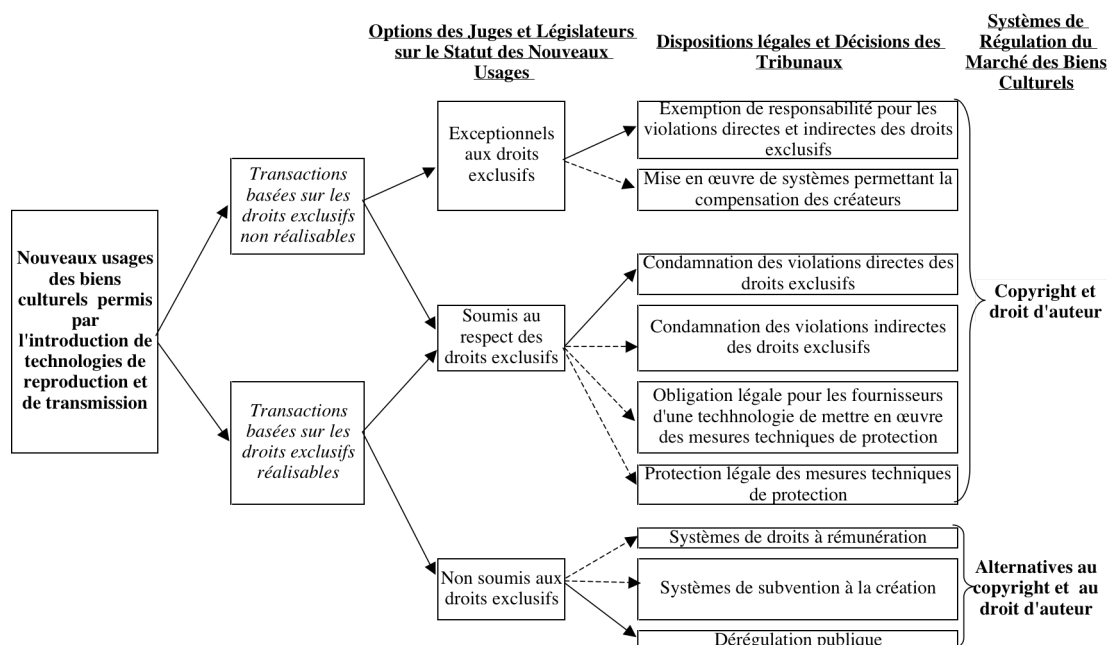 Options des Juges et Législateurs
sur le Statut des Nouveaux
Usages
Dispositions légales et Décisions des
Tribunaux
Systèmes de
Régulation du
Marché des Biens
Culturels
Nouveaux usages
des biens
culturels permis
par
l'introduction de
technologies de
reproduction et
de transmission
Transactions
basées sur les
droits exclusifs
non réalisables
Transactions
basées sur les
droits exclusifs
réalisables
Exceptionnels
aux droits
exclusifs
Soumis au
respect des
droits exclusifs
Non soumis aux
droits exclusifs
Exemption de responsabilité pour les
violations directes et indirectes des droits
exclusifs
Mise en œuvre de systèmes permettant la
compensation des créateurs
Condamnation des violations directes des
droits exclusifs
Condamnation des violations indirectes
des droits exclusifs
Obligation légale pour les fournisseurs
d'une techhnologie de mettre en œuvre
des mesures techniques de protection
Protection légale des mesures techniques
de protection
Systèmes de droits à rémunération
Systèmes de subvention à la création
Dérégulation publique
Copyright et
droit d'auteur
Alternatives au
copyright et au
droit d'auteur